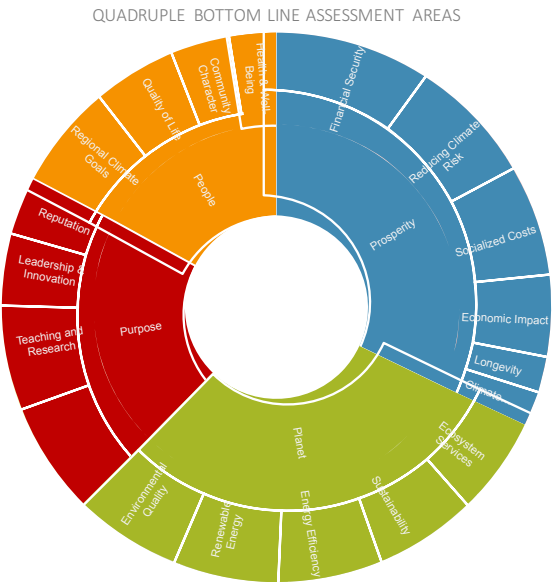 QUADRUPLE BOTTOM LINE ASSESSMENT AREAS
Financial Security
Reducing Climate
Risk
Socialized Costs
Economic Impact
Longevity
Climate
Prosperity
Ecosystem
Services
Sustainability
Energy Efficiency
Renewable
Energy
Environmental
Quality
Planet
Teaching and
Research
Leadership &
Innovation
Reputation
Purpose
Regional Climate
Goals
Quality of Life
Community
Character
Health & Well
Being
People